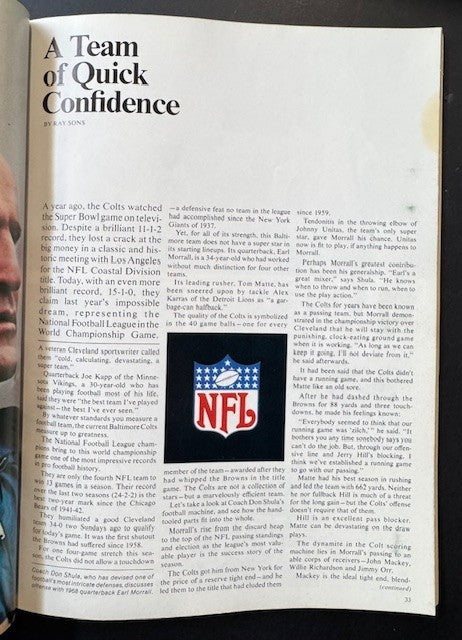 A Team
of Quick
Confidence
BY RAY SONS
A year ago, the Colts watched
the Super Bowl game on televi-
sion. Despite a brilliant 11-1-2
record, they lost a crack at the
big money in a classic and his-
toric meeting with Los Angeles
for the NFL Coastal Division
title. Today, with an even more
brilliant record, 15-1-0, they
claim last year's impossible
dream, representing the
National Football League in the
World Championship Game.
A veteran Cleveland sportswriter called
them "cold, calculating, devastating, a
super team."
Quarterback Joe Kapp of the Minne-
sota Vikings, a 30-year-old who has
been playing football most of his life,
said they were "the best team I've played
against—the best I've ever seen."
By whatever standards you measure a
football team, the current Baltimore Colts
measure up to greatness.
The National Football League cham-
pions bring to this world championship
game one of the most impressive records
in pro football history.
They are only the fourth NFL team to
win 13 games in a season. Their record
over the last two seasons (24-2-2) is the
best two-year mark since the Chicago
Bears of 1941-42.
They humiliated a good Cleveland
team 34-0 two Sundays ago to qualify
for today's game. It was the first shutout
the Browns had suffered since 1958.
For one four-game stretch this sea-
son, the Colts did not allow a touchdown
Coach Don Shula, who has devised one of
football's most intricate defenses, discusses
offense with 1968 quarterback Earl Morrall.
—a defensive feat no team in the league
had accomplished since the New York
Giants of 1937.
Yet, for all of its strength, this Balti-
more team does not have a super star in
its starting lineups. Its quarterback, Earl
Morrall, is a 34-year-old who had worked
without much distinction for four other
teams.
Its leading rusher, Tom Matte, has
been sneered upon by tackle Alex
Karras of the Detroit Lions as "a gar-
bage-can halfback."
The quality of the Colts is symbolized
in the 40 game balls—one for every
NFL
member of the team—awarded after they
had whipped the Browns in the title
game. The Colts are not a collection of
stars—but a marvelously efficient team.
Let's take a look at Coach Don Shula's
football machine, and see how the hand-
tooled parts fit into the whole.
Morrall's rise from the discard heap
to the top of the NFL passing standings
and election as the league's most valu-
able player is the success story of the
season.
The Colts got him from New York for
the price of a reserve tight end—and he
led them to the title that had eluded them
since 1959.
Tendonitis in the throwing elbow of
Johnny Unitas, the team's only super
star, gave Morrall his chance. Unitas
now is fit to play, if anything happens to
Morrall.
Perhaps Morrall's greatest contribu-
tion has been his generalship. "Earl's a
great miser," says Shula. "He knows
when to throw and when to run, when to
use the play action."
The Colts for years have been known
as a passing team, but Morrall demon-
strated in the championship victory over
Cleveland that he will stay with the
punishing, clock-eating ground game
when it is working. "As long as we can
keep it going, I'll not deviate from it,"
he said afterwards.
It had been said that the Colts didn't
have a running game, and this bothered
Matte like an old sore.
After he had dashed through the
Browns for 88 yards and three touch-
downs, he made his feelings known:
"Everybody seems to think that our
running game was 'zilch,'" he said. "It
bothers you any time somebody says you
can't do the job. But, through our offen-
sive line and Jerry Hill's blocking, I
think we've established a running game
to go with our passing."
Matte had his best season in rushing
and led the team with 662 yards. Neither
he nor fullback Hill is much of a threat
for the long gain—but the Colts' offense
doesn't require that of them.
Hill is an excellent pass blocker.
Matte can be devastating on the draw
plays.
The dynamite in the Colt scoring
machine lies in Morrall's passing to an
able corps of receivers—John Mackey,
Willie Richardson and Jimmy Orr.
Mackey is the ideal tight end, blend-
(continued)
33